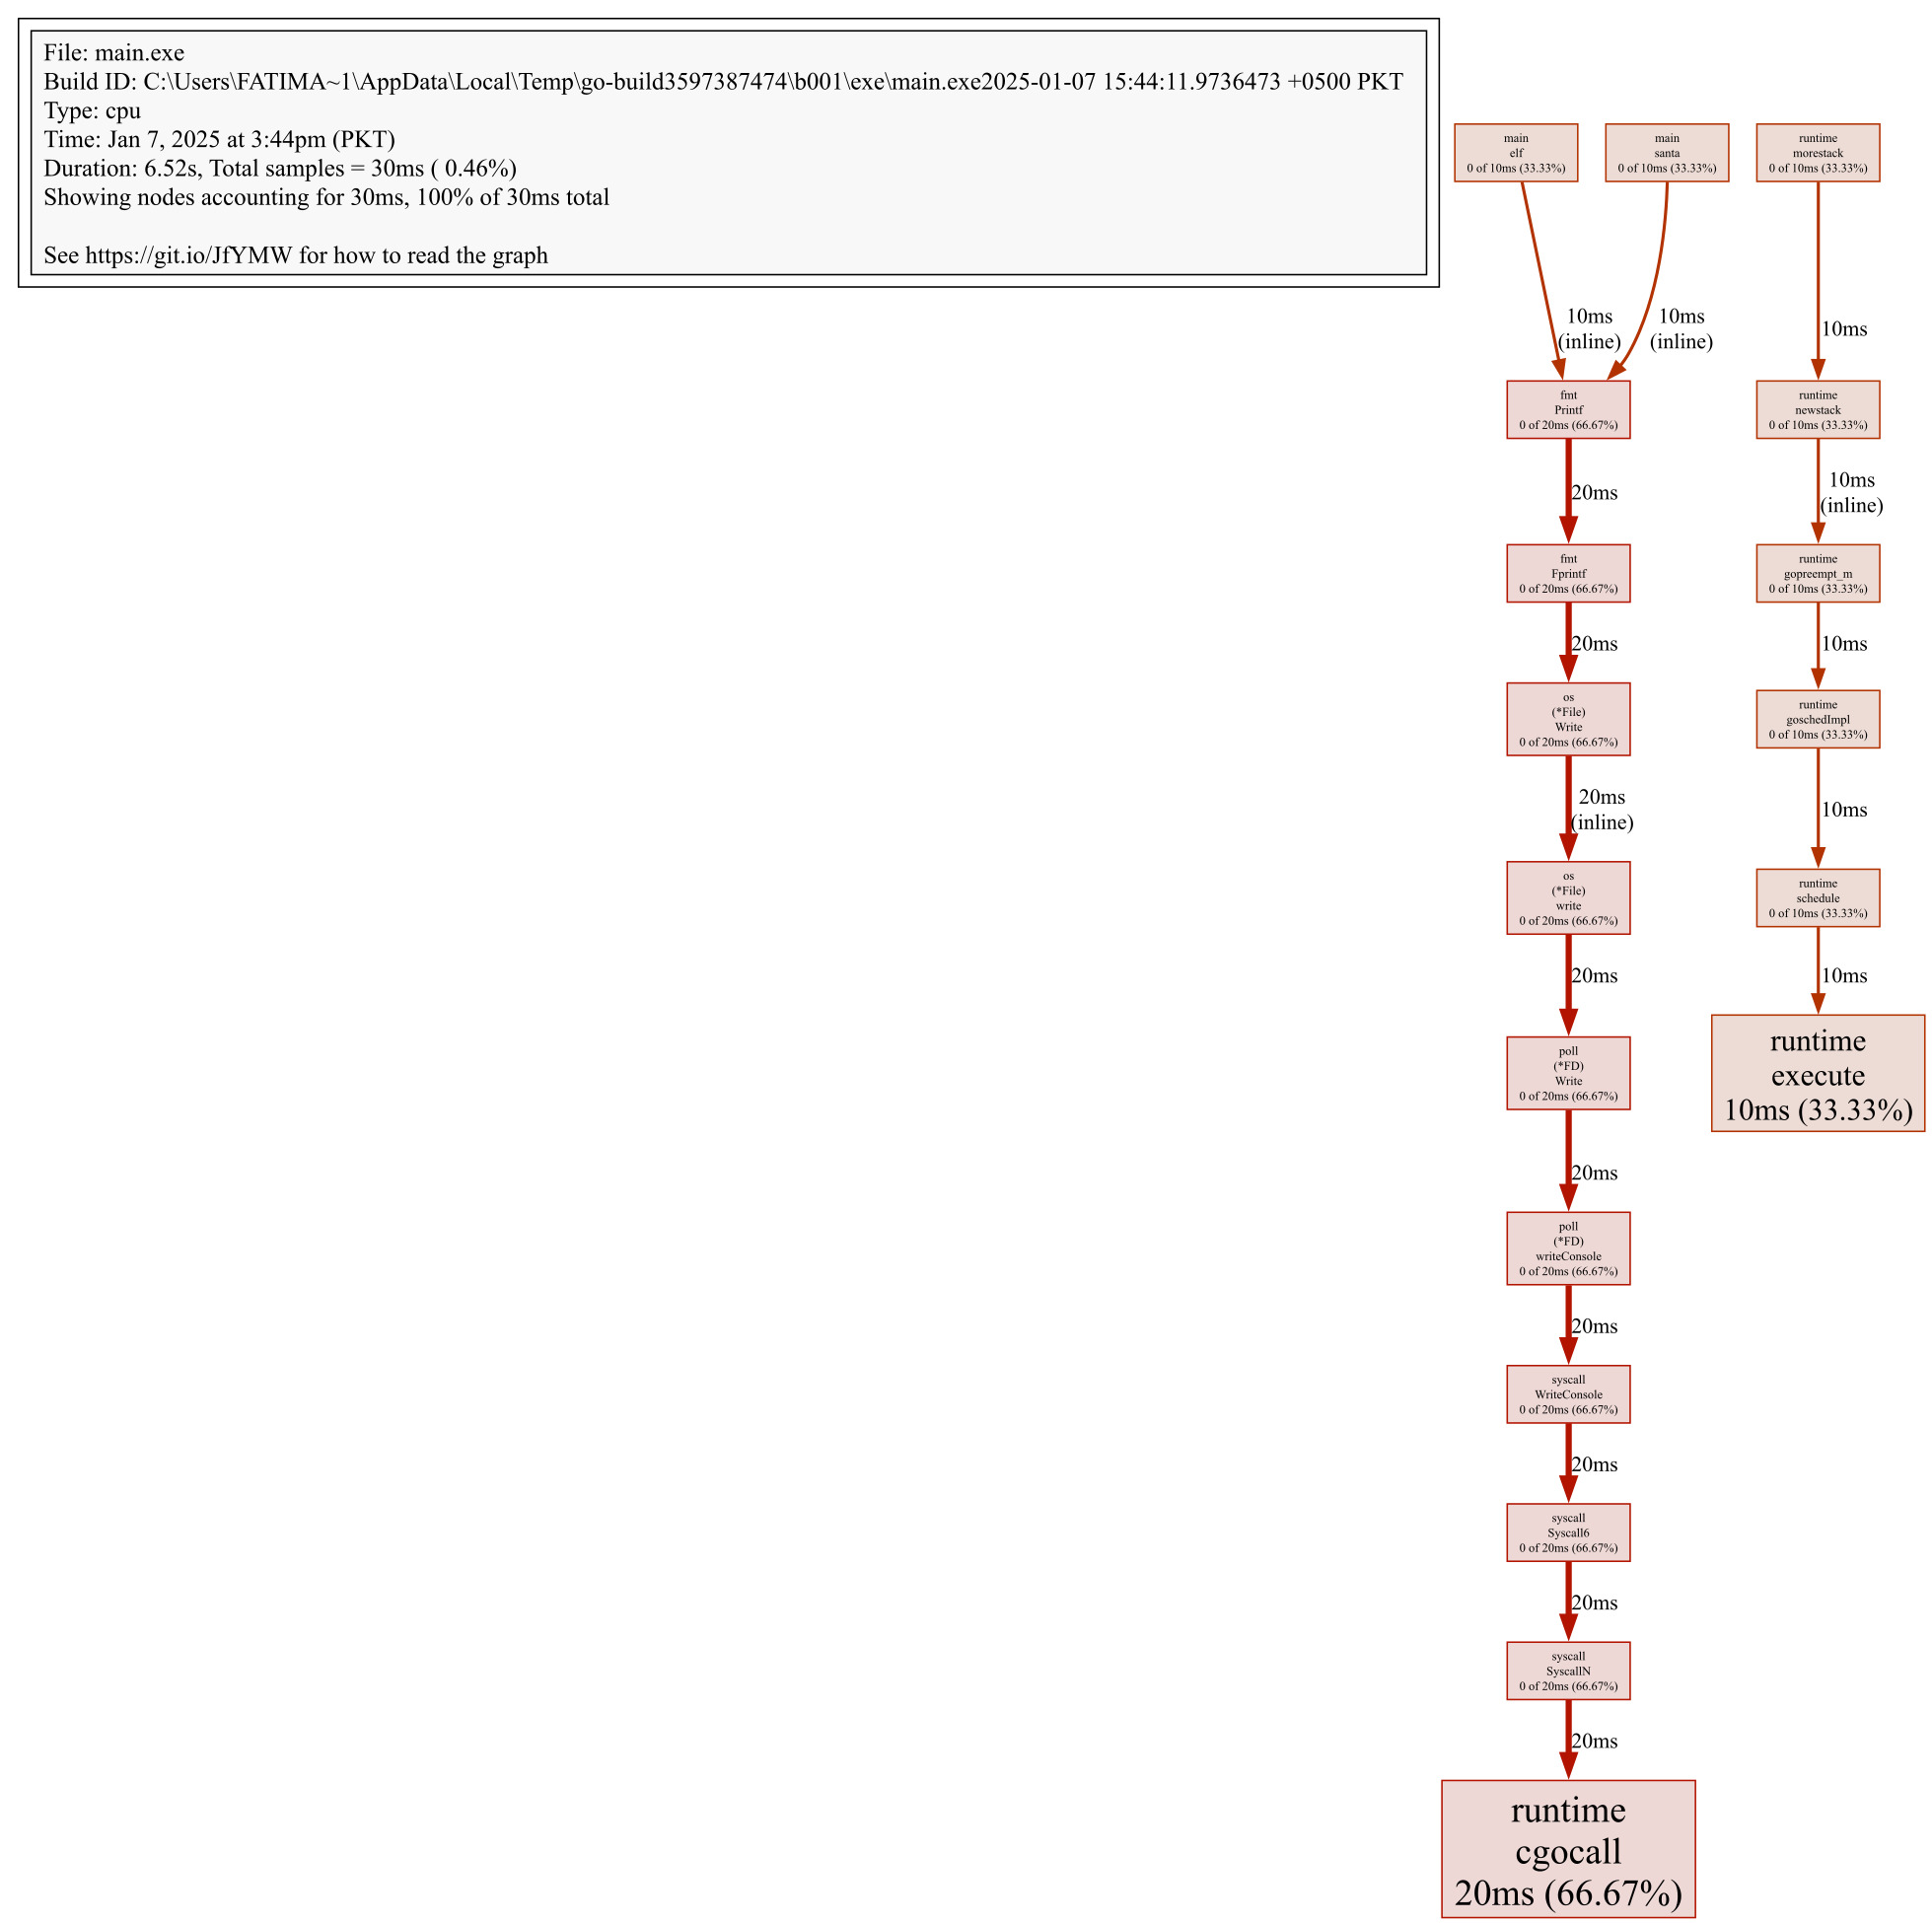 File: main.exe
Build ID: C:\Users\FATIMA~1\AppData\Local\Temp\go-build3597387474\b001\exe\main.exe2025-01-07 15:44:11.9736473 +0500 PKT
Type: cpu
Time: Jan 7, 2025 at 3:44pm (PKT)
Duration: 6.52s, Total samples = 30ms ( 0.46%)
Showing nodes accounting for 30ms, 100% of 30ms total
See https://git.io/JfYMW for how to read the graph
main
elf
0 of 10ms (33.33%)
main
santa
0 of 10ms (33.33%)
runtime
morestack
0 of 10ms (33.33%)
10ms
(inline)
10ms
(inline)
10ms
fmt
Printf
0 of 20ms (66.67%)
runtime
newstack
0 of 10ms (33.33%)
20ms
10ms
(inline)
fmt
Fprintf
0 of 20ms (66.67%)
runtime
gopreempt_m
0 of 10ms (33.33%)
20ms
10ms
os
(*File)
Write
0 of 20ms (66.67%)
runtime
goschedImpl
0 of 10ms (33.33%)
20ms
(inline)
10ms
os
(*File)
write
0 of 20ms (66.67%)
runtime
schedule
0 of 10ms (33.33%)
20ms
10ms
poll
(*FD)
Write
0 of 20ms (66.67%)
runtime
execute
10ms (33.33%)
20ms
poll
(*FD)
writeConsole
0 of 20ms (66.67%)
20ms
syscall
WriteConsole
0 of 20ms (66.67%)
20ms
syscall
Syscall6
0 of 20ms (66.67%)
20ms
syscall
SyscallN
0 of 20ms (66.67%)
20ms
runtime
cgocall
20ms (66.67%)